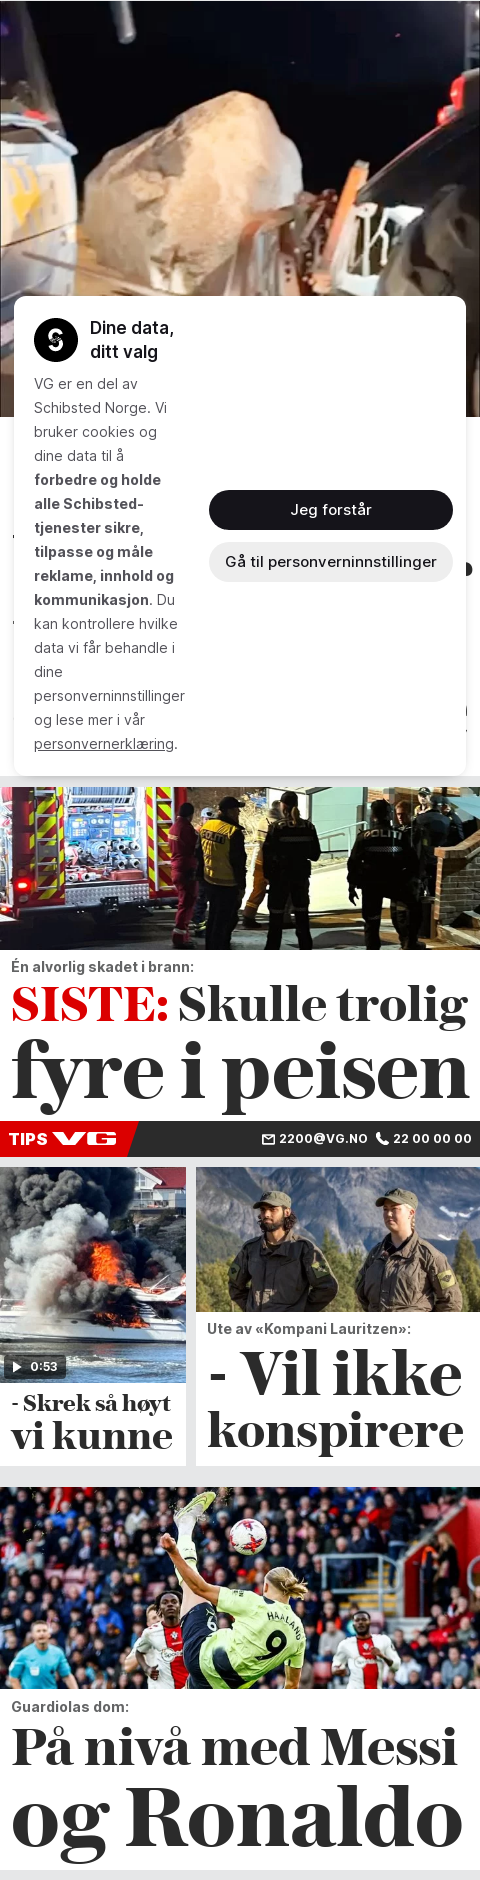 Dine data,
ditt valg
VG er en del av
Schibsted Norge. Vi
bruker cookies og
dine data til å
forbedre og holde
alle Schibsted-
tjenester sikre,
tilpasse og måle
reklame, innhold og
kommunikasjon. Du
kan kontrollere hvilke
data vi får behandle i
dine
personverninnstillinger
og lese mer i vår
personvernerklæring.
Jeg forstår
Gå til personverninnstillinger
POLITI
Én alvorlig skadet i brann:
SISTE: Skulle trolig
fyre i peisen
TIPS VG 2200@VG.NO 22 00 00 00
0:53
- Skrek så høyt
vi kunne
Ute av «Kompani Lauritzen»:
- Vil ikke
konspirere
HAALAND
9
Guardiolas dom:
På nivå med Messi
og Ronaldo